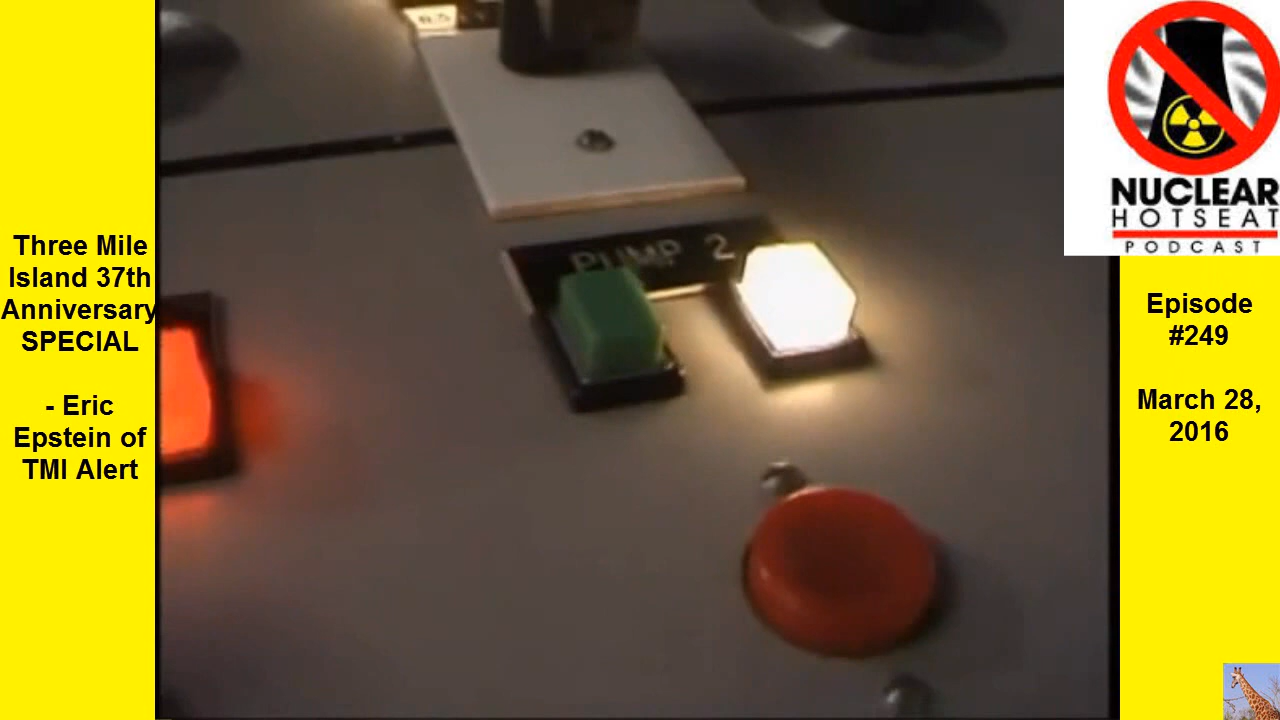 Three Mile
Island 37th
Anniversary
SPECIAL
- Eric
Epstein of
TMI Alert
PUMP 2
NUCLEAR
HOTSEAT
PODCAST
Episode
#249
March 28,
2016